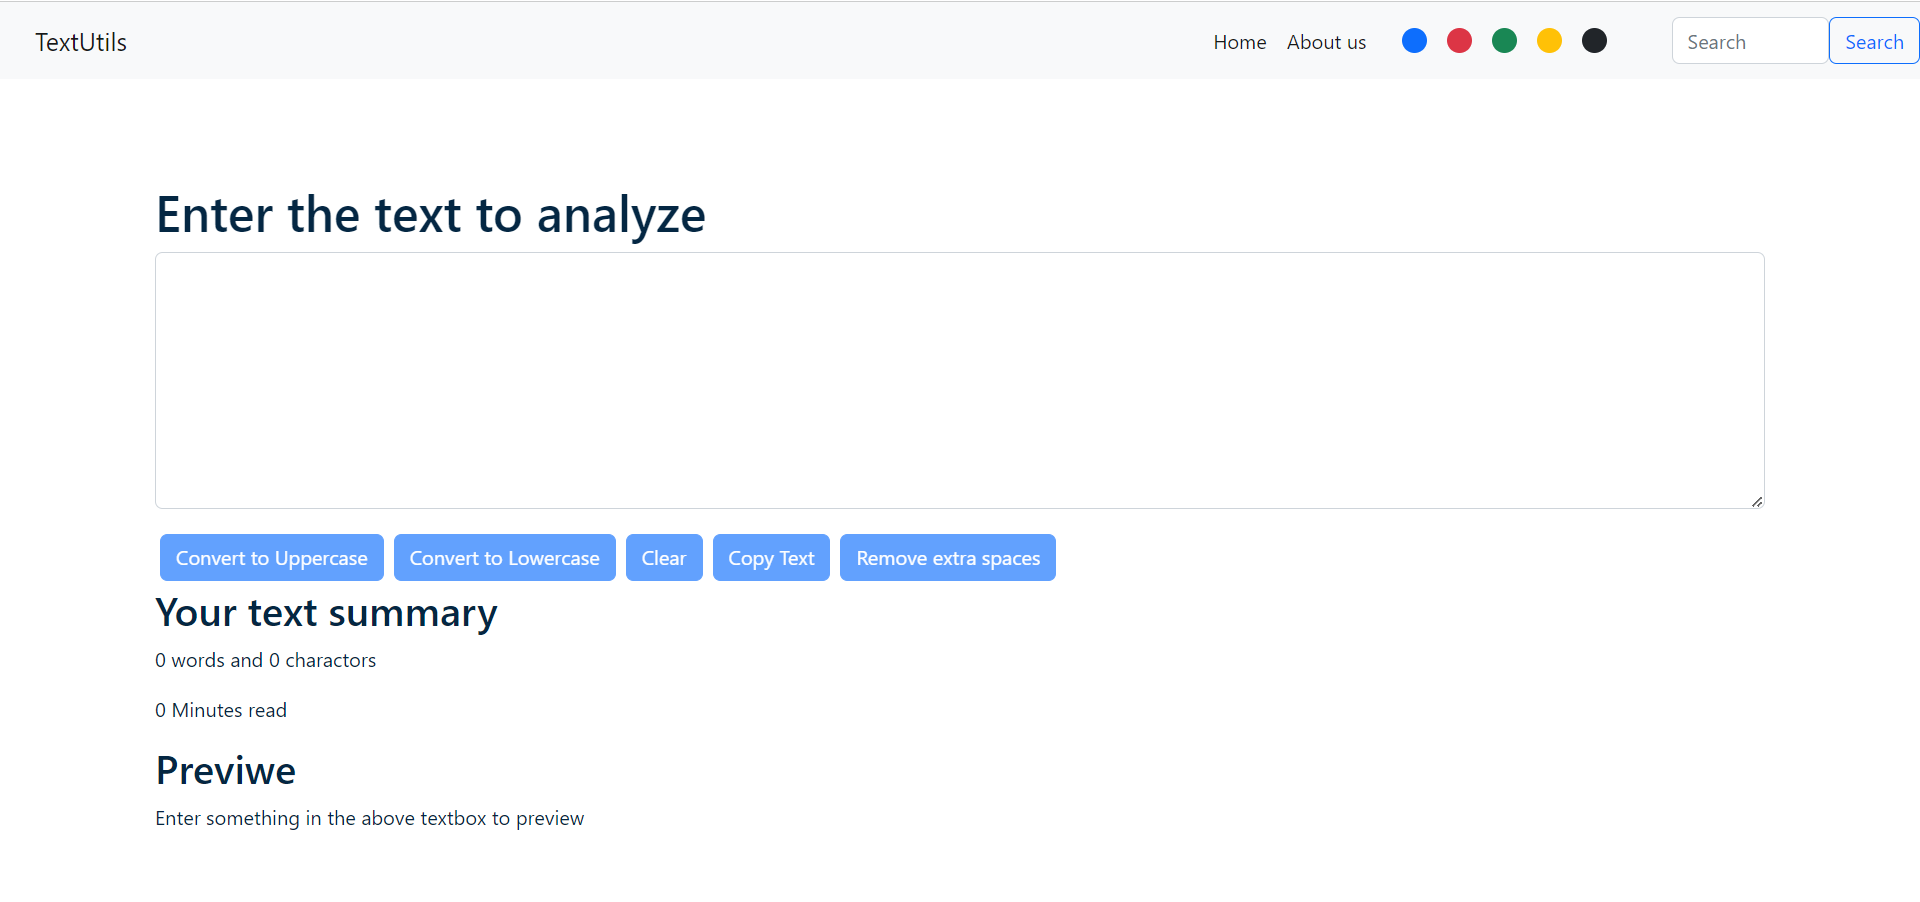 TextUtils Home About us Search Search
Enter the text to analyze
Convert to Uppercase Convert to Lowercase Clear Copy Text Remove extra spaces
Your text summary
0 words and 0 charactors
0 Minutes read
Previwe
Enter something in the above textbox to preview